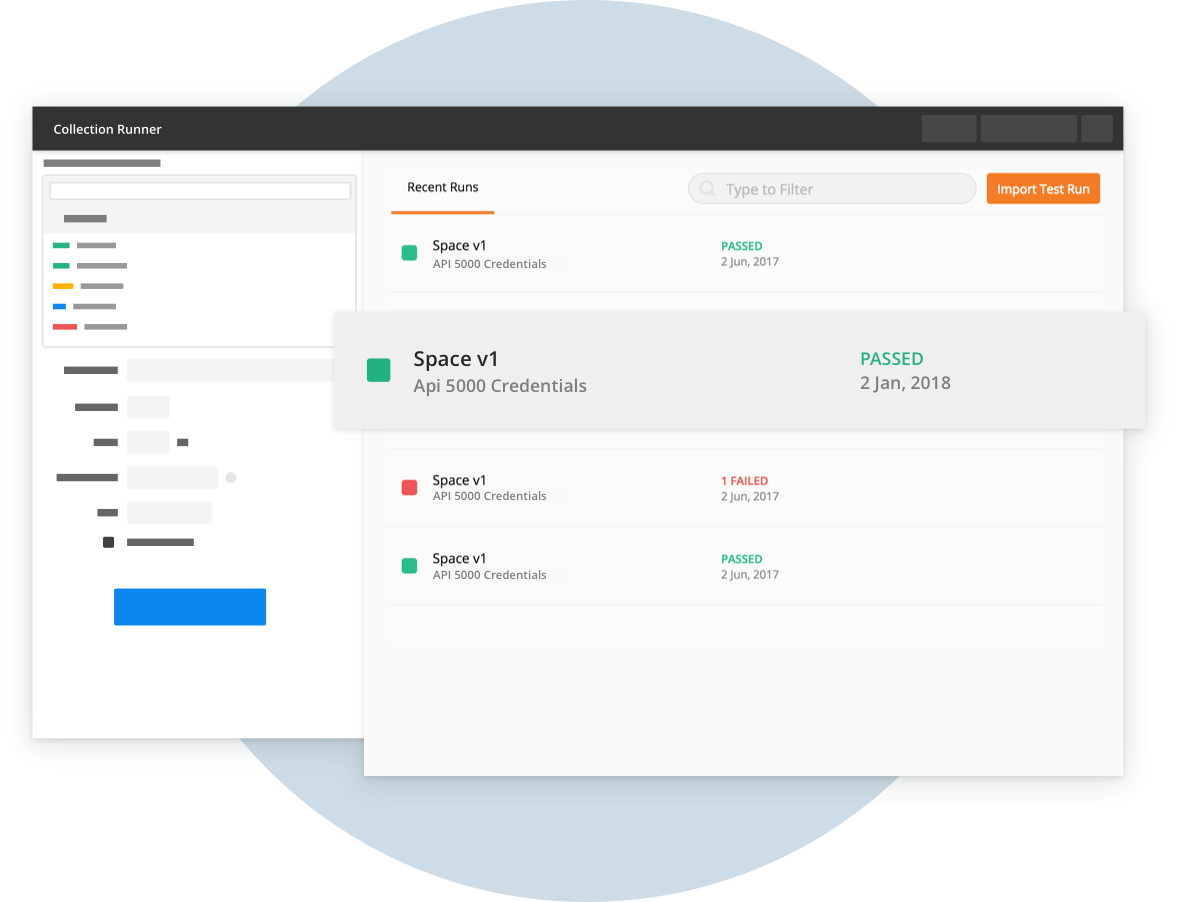 Collection Runner
Recent Runs
Type to Filter
Import Test Run
Space v1
PASSED
API 5000 Credentials
2 Jun, 2017
Space v1
PASSED
Api 5000 Credentials
2 Jan, 2018
Space v1
1 FAILED
API 5000 Credentials
2 Jun, 2017
Space v1
PASSED
API 5000 Credentials
2 Jun, 2017